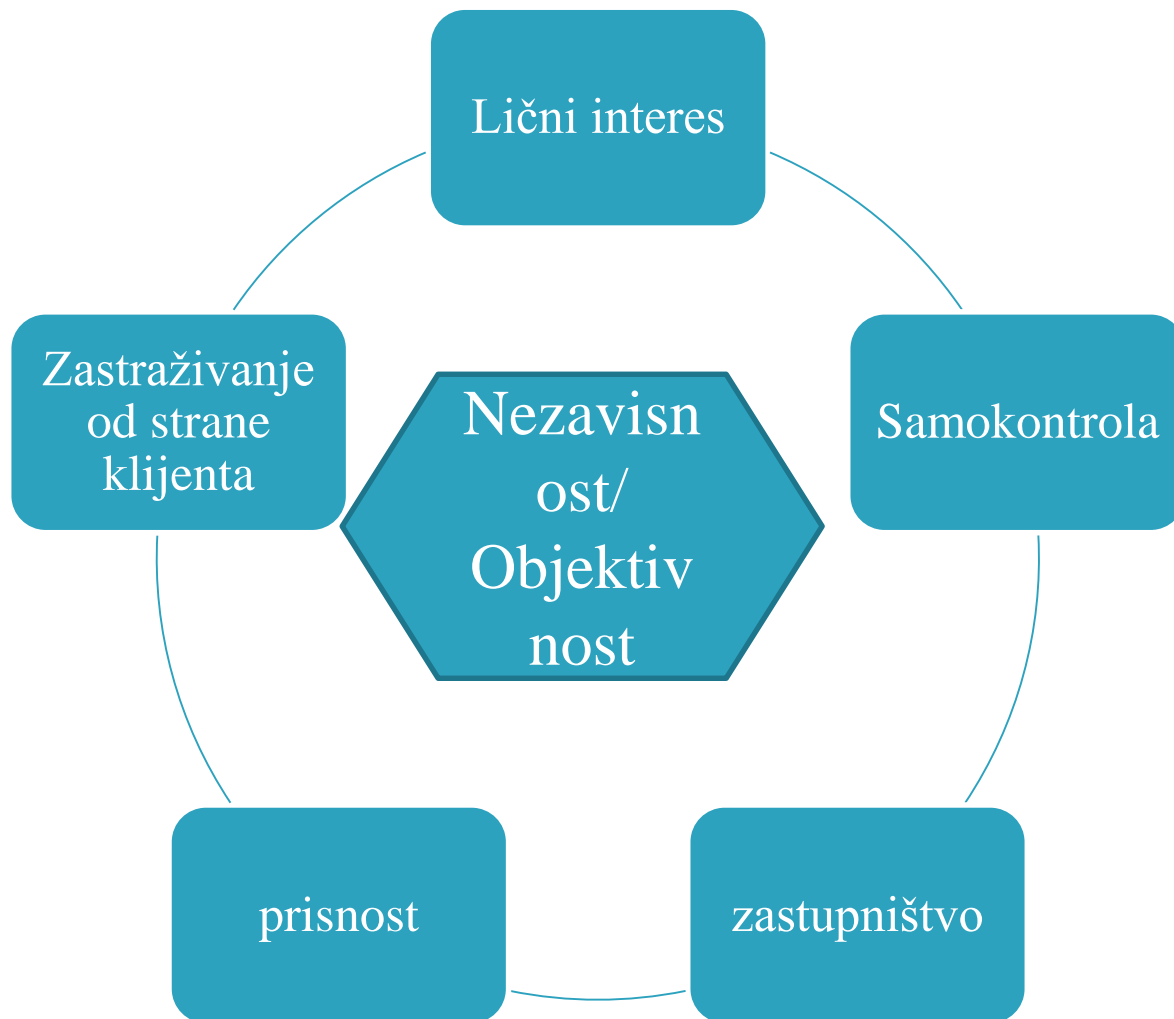 Lični interes
Zastraživanje
od strane
klijenta
Samokontrola
Nezavisn
ost/
Objektiv
nost
prisnost
zastupništvo